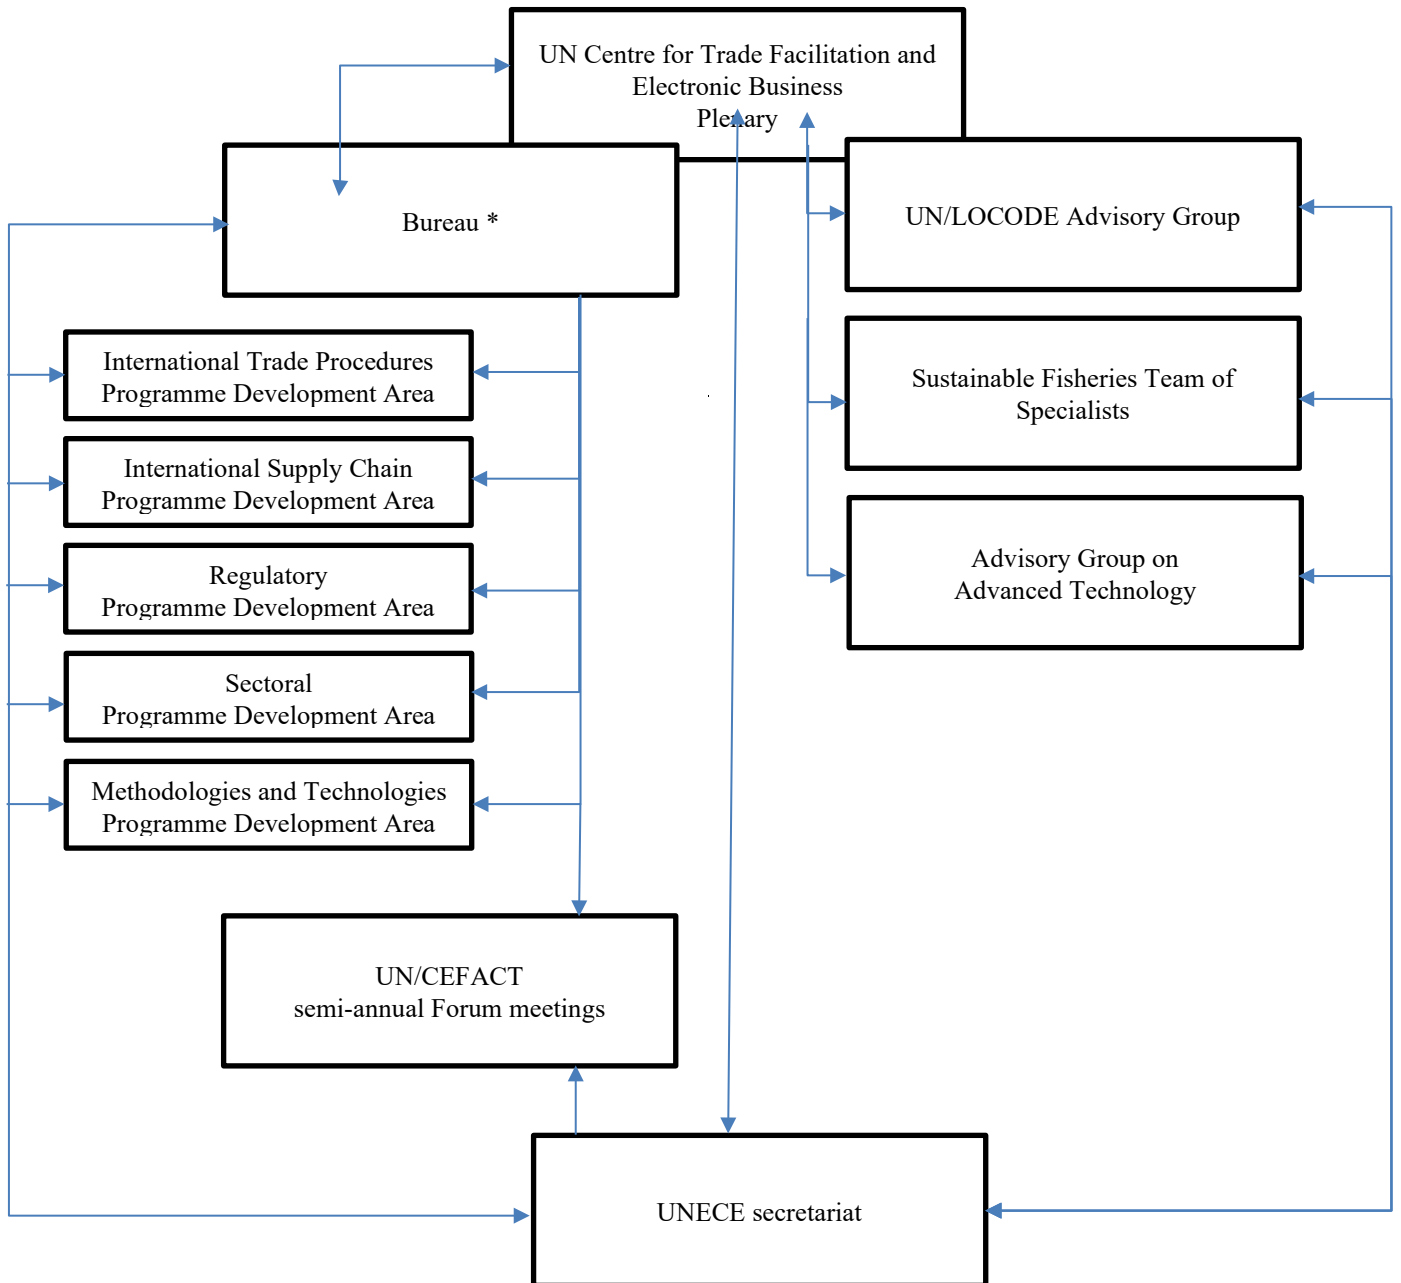 UN Centre for Trade Facilitation and
Electronic Business
Plenary
Bureau *
UN/LOCODE Advisory Group
International Trade Procedures
Programme Development Area
Sustainable Fisheries Team of
Specialists
International Supply Chain
Programme Development Area
Advisory Group on
Advanced Technology
Regulatory
Programme Development Area
Sectoral
Programme Development Area
Methodologies and Technologies
Programme Development Area
UN/CEFACT
semi-annual Forum meetings
UNECE secretariat